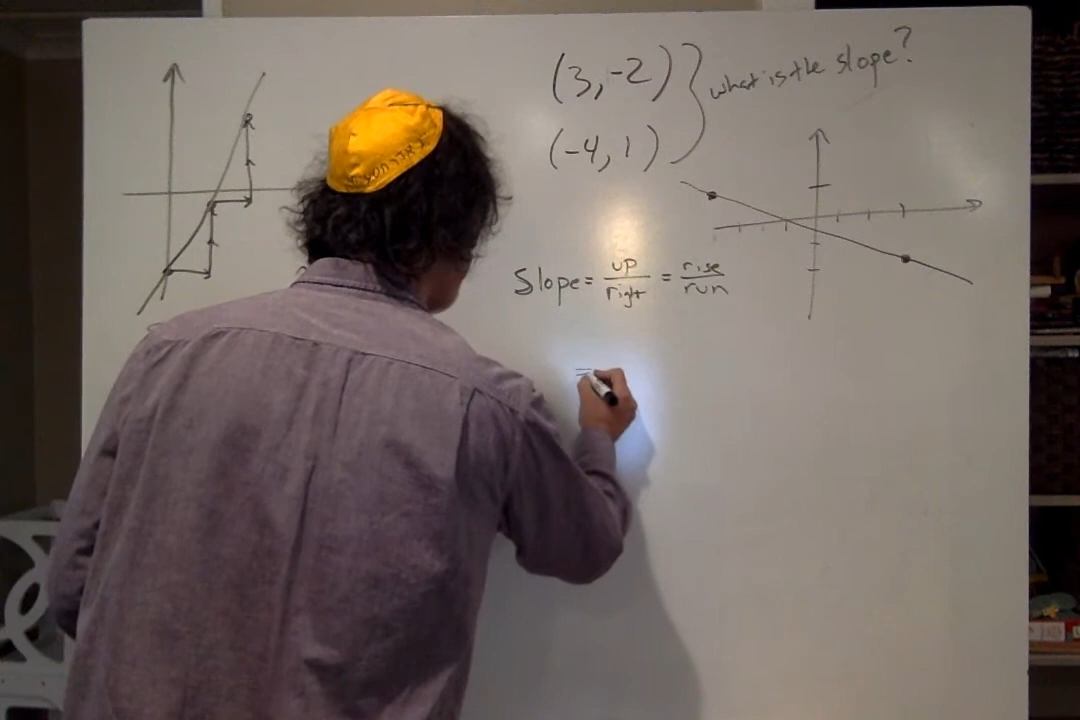 (3,-2)
(-4,1)
what is the slope?
Slope = up/right = rise/run
=